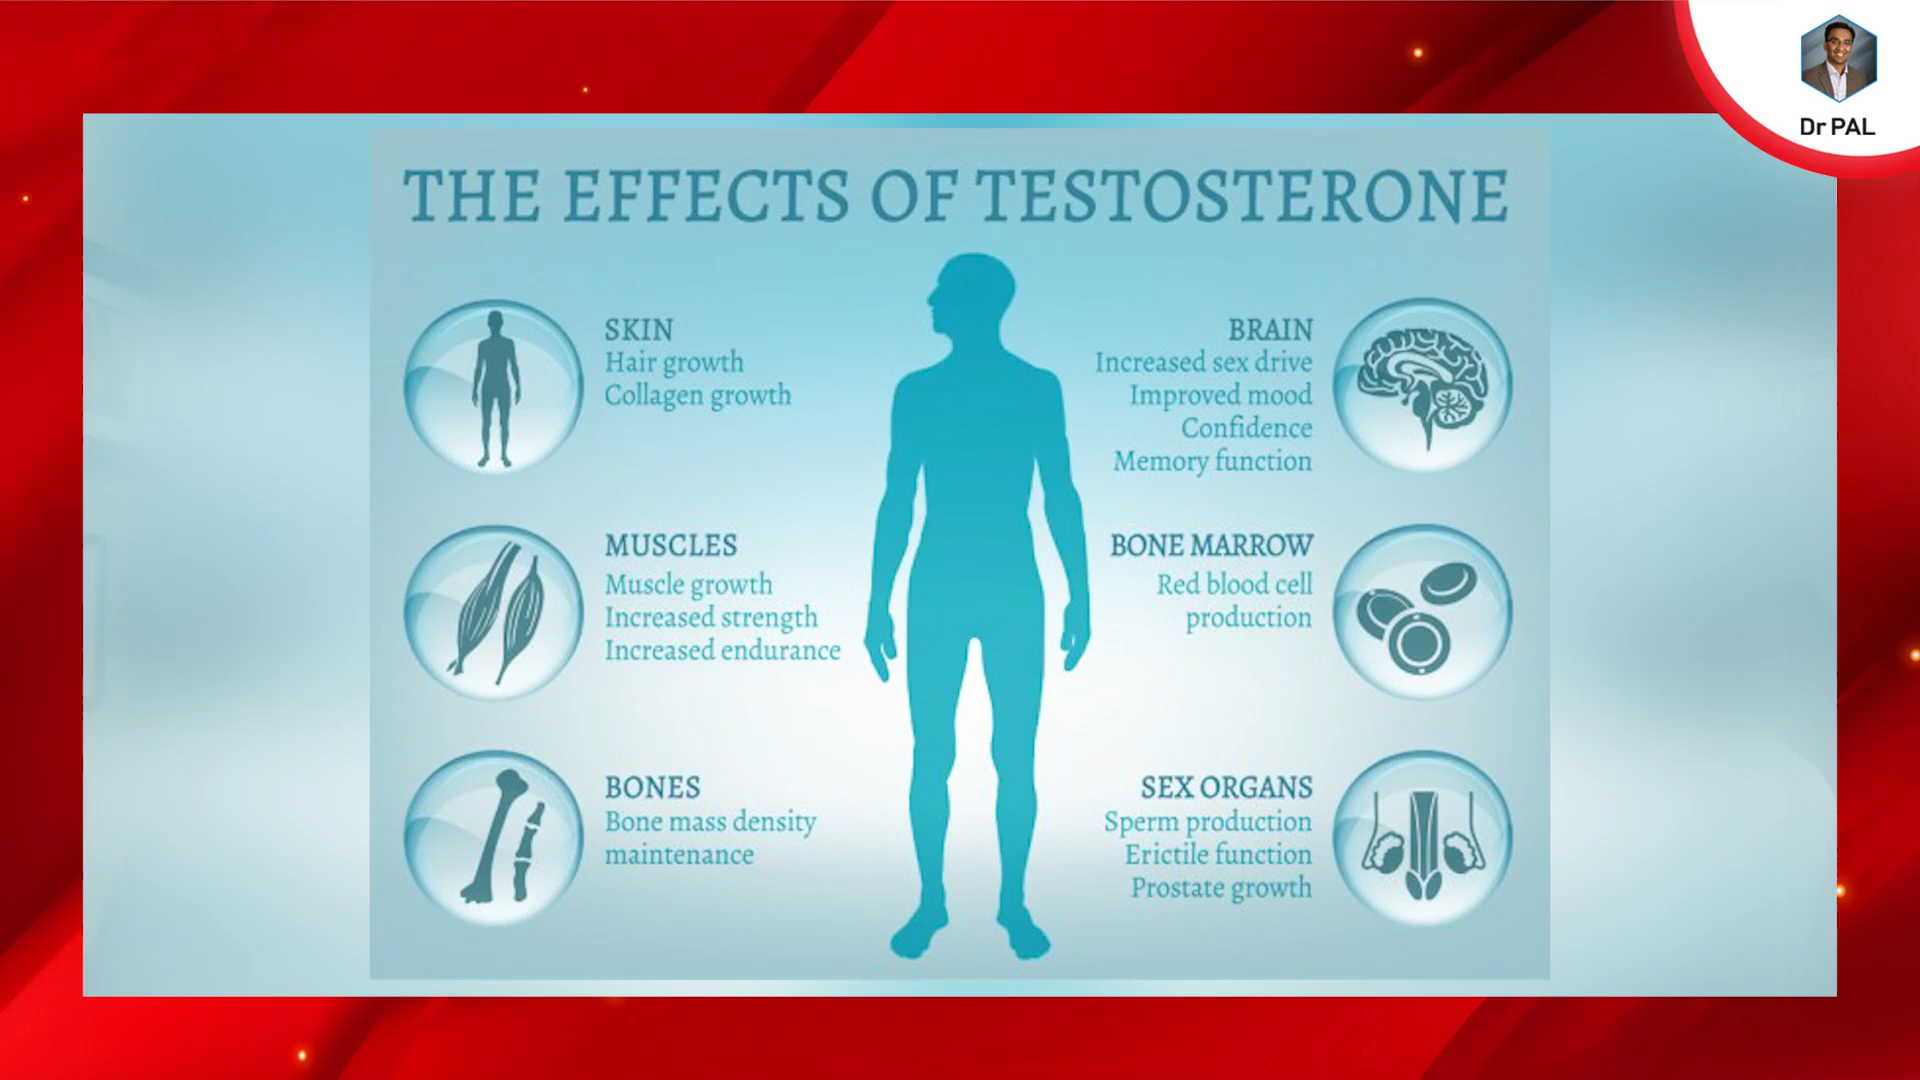 Dr PAL
THE EFFECTS OF TESTOSTERONE
SKIN
Hair growth
Collagen growth
MUSCLES
Muscle growth
Increased strength
Increased endurance
BONES
Bone mass density
maintenance
BRAIN
Increased sex drive
Improved mood
Confidence
Memory function
BONE MARROW
Red blood cell
production
SEX ORGANS
Sperm production
Erictile function
Prostate growth